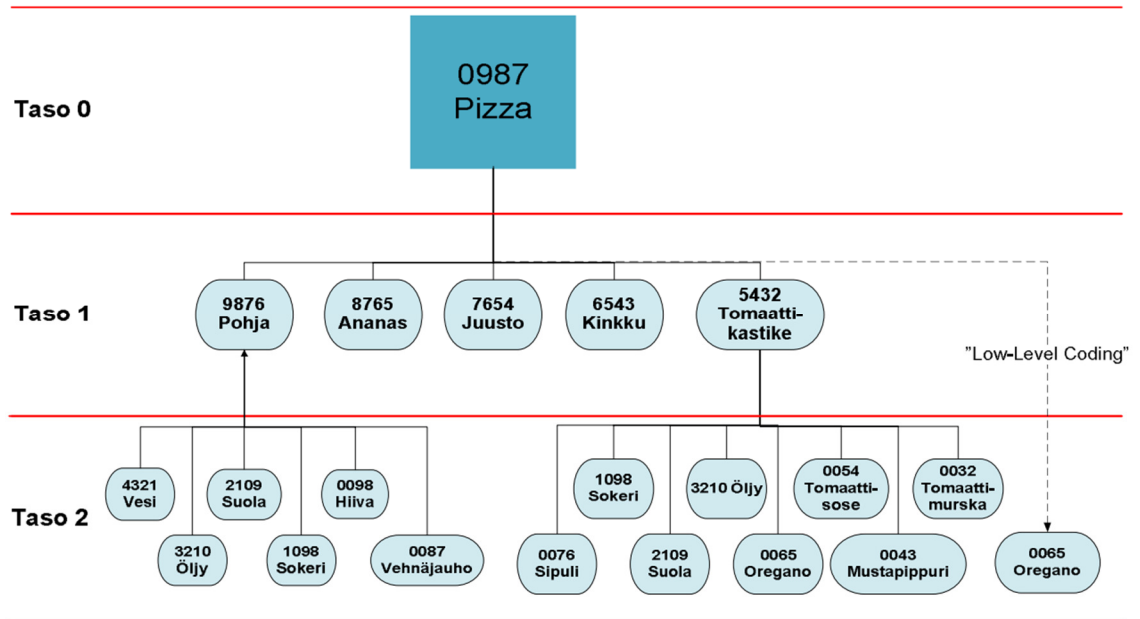 Taso 0
0987
Pizza
Taso 1
9876
Pohja
8765
Ananas
7654
Juusto
6543
Kinkku
5432
Tomaatti-
kastike
"Low-Level Coding"
Taso 2
4321
Vesi
2109
Suola
0098
Hiiva
3210
Öljy
1098
Sokeri
0087
Vehnäjauho
1098
Sokeri
3210 Öljy
0054
Tomaatti-
sose
0032
Tomaatti-
murska
0076
Sipuli
2109
Suola
0065
Oregano
0043
Mustapippuri
0065
Oregano